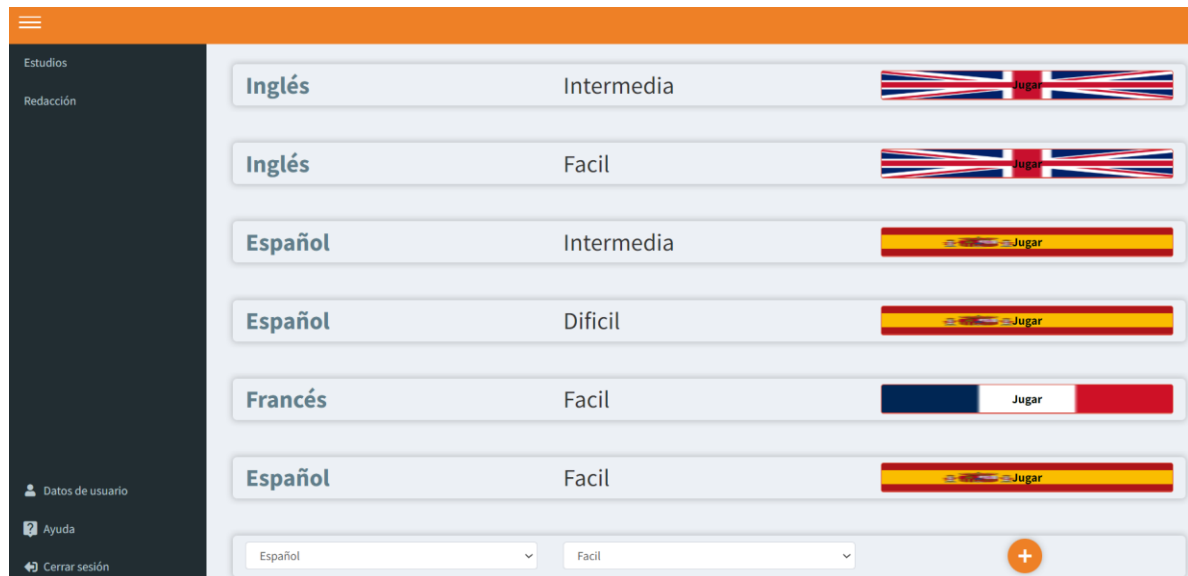 Estudios
Redacción
Inglés Intermedia Jugar
Inglés Facil Jugar
Español Intermedia Jugar
Español Dificil Jugar
Francés Facil Jugar
Español Facil Jugar
Español Facil +
Datos de usuario
? Ayuda
Cerrar sesión